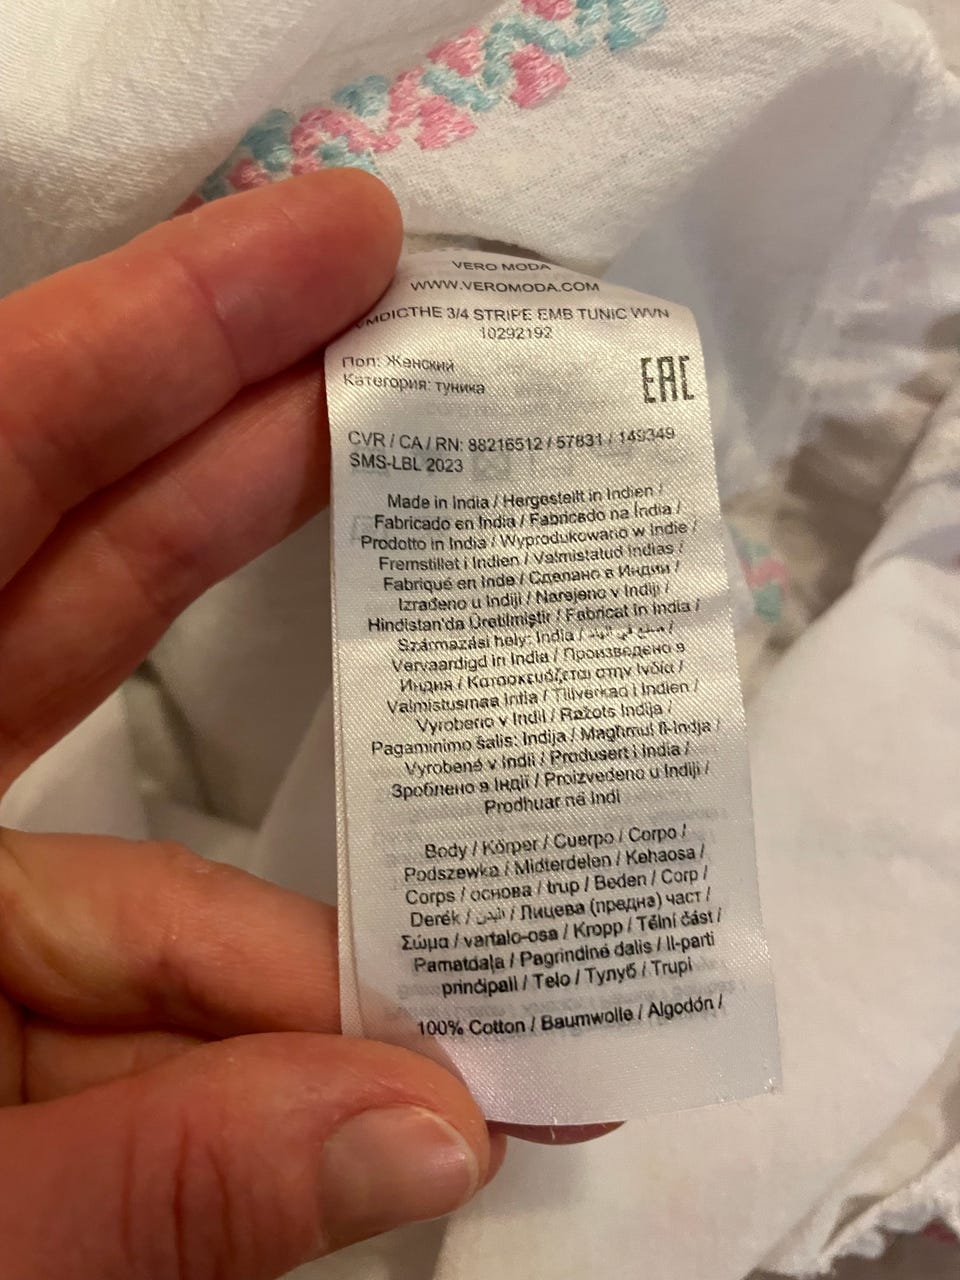 VERO MODA
WWW.VEROMODA.COM
VMDICTHE 3/4 STRIPE EMB TUNIC WVN
10292192
Пол: Женский
Категория: туника
EAC
CVR / CA / RN: 88216512 / 57831 / 149349
SMS-LBL 2023
Made in India / Hergestellt in Indien /
Fabricado en India / Fabricado na Índia /
Prodotto in India / Wyprodukowano w Indie /
Fremstillet i Indien / Valmistatud Indias /
Fabriqué en Inde / Сделано в Индии /
Izrađeno u Indiji / Narejeno v Indiji /
Hindistan'da Üretilmiştir / Fabricat în India /
Származási hely: India /
Vervaardigd in India / Произведено в
Индия / Κατασκευάζεται στην Ινδία /
Valmistusmaa Intia / Tillverkad i Indien /
Vyrobeno v Indii / Ražots Indijā /
Pagaminimo šalis: Indija / Magħmul fl-Indja /
Vyrobené v Indii / Produsert i India /
Зроблено в Індії / Proizvedeno u Indiji /
Prodhuar në Indi
Body / Körper / Cuerpo / Corpo /
Podszewka / Midterdelen / Kehaosa /
Corps / основа / trup / Beden / Corp /
Derék / / Лицева (предна) част /
Σώμα / vartalo-osa / Kropp / Tělní část /
Pamatdaļa / Pagrindinė dalis / Il-parti
prinċipali / Telo / Тулуб / Trupi
100% Cotton / Baumwolle / Algodón /